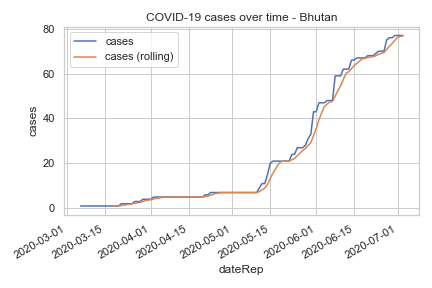 COVID-19 cases over time - Bhutan
cases
cases (rolling)
80
60
40
20
0
cases
2020-03-01
2020-03-15
2020-04-01
2020-04-15
2020-05-01
2020-05-15
2020-06-01
2020-06-15
2020-07-01
dateRep